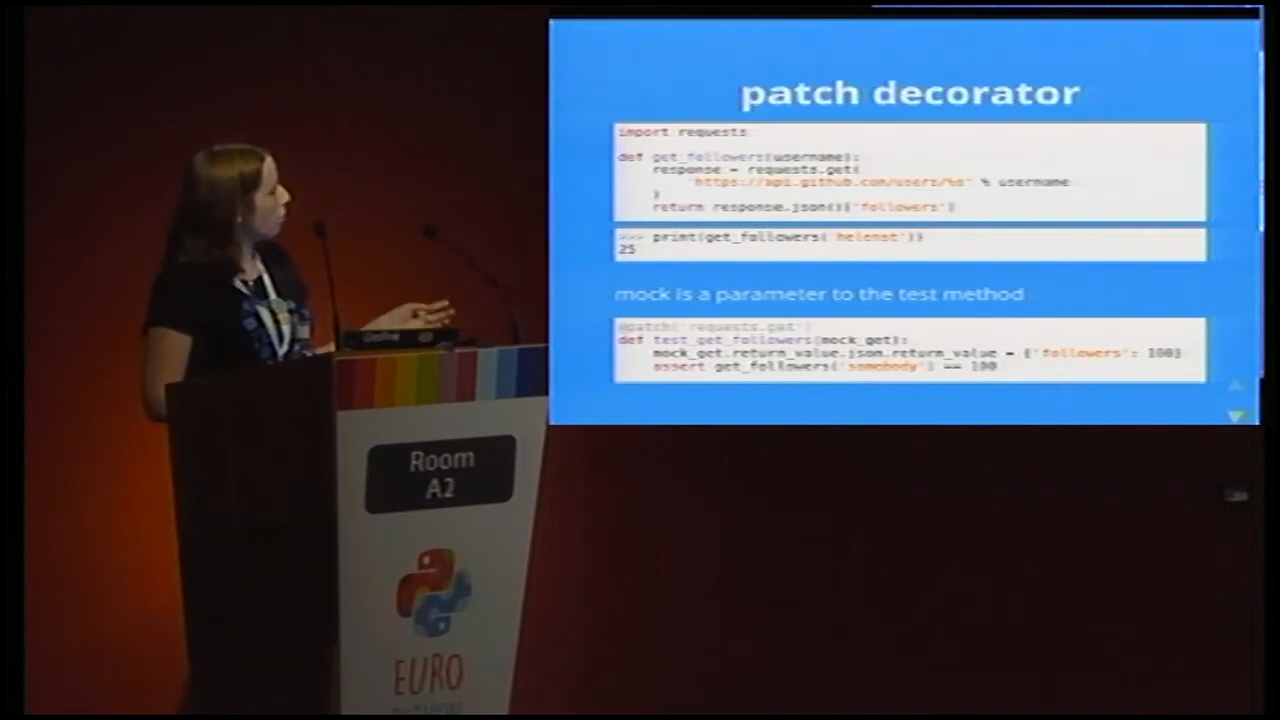 patch decorator
import requests
def get_followers(username):
response = requests.get(
'https://api.github.com/users/%s' % username
)
return response.json()['followers']
>>> print(get_followers('helenst'))
25
mock is a parameter to the test method
@patch('requests.get')
def test_get_followers(mock_get):
mock_get.return_value.json.return_value = {'followers': 100}
assert get_followers('somebody') == 100
Room
A2
EURO